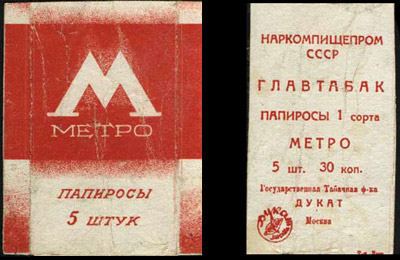 М
МЕТРО
ПАПИРОСЫ
5 ШТУК
НАРКОМПИЩЕПРОМ
СССР
ГЛАВТАБАК
ПАПИРОСЫ 1 сорта
МЕТРО
5 шт. 30 коп.
Государственная Табачная ф-ка
ДУКАТ
Москва
Дукат